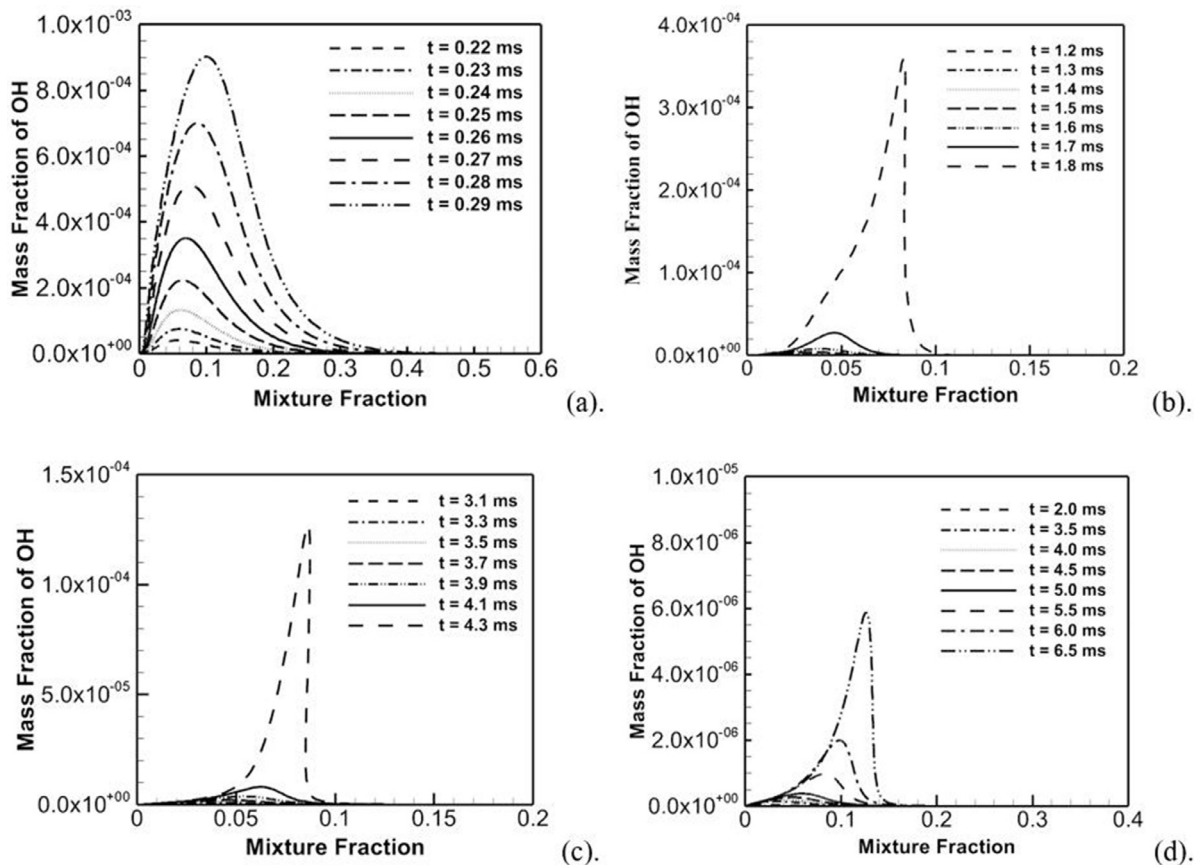 1.0x10⁻⁰³
8.0x10⁻⁰⁴
6.0x10⁻⁰⁴
4.0x10⁻⁰⁴
2.0x10⁻⁰⁴
0.0x10⁺⁰⁰
Mass Fraction of OH
t = 0.22 ms
t = 0.23 ms
t = 0.24 ms
t = 0.25 ms
t = 0.26 ms
t = 0.27 ms
t = 0.28 ms
t = 0.29 ms
0 0.1 0.2 0.3 0.4 0.5 0.6
Mixture Fraction
(a).
4.0x10⁻⁰⁴
3.0x10⁻⁰⁴
2.0x10⁻⁰⁴
1.0x10⁻⁰⁴
0.0x10⁺⁰⁰
Mass Fraction of OH
t = 1.2 ms
t = 1.3 ms
t = 1.4 ms
t = 1.5 ms
t = 1.6 ms
t = 1.7 ms
t = 1.8 ms
0 0.05 0.1 0.15 0.2
Mixture Fraction
(b).
1.5x10⁻⁰⁴
1.0x10⁻⁰⁴
5.0x10⁻⁰⁵
0.0x10⁺⁰⁰
Mass Fraction of OH
t = 3.1 ms
t = 3.3 ms
t = 3.5 ms
t = 3.7 ms
t = 3.9 ms
t = 4.1 ms
t = 4.3 ms
0 0.05 0.1 0.15 0.2
Mixture Fraction
(c).
1.0x10⁻⁰⁵
8.0x10⁻⁰⁶
6.0x10⁻⁰⁶
4.0x10⁻⁰⁶
2.0x10⁻⁰⁶
0.0x10⁺⁰⁰
Mass Fraction of OH
t = 2.0 ms
t = 3.5 ms
t = 4.0 ms
t = 4.5 ms
t = 5.0 ms
t = 5.5 ms
t = 6.0 ms
t = 6.5 ms
0 0.1 0.2 0.3 0.4
Mixture Fraction
(d).